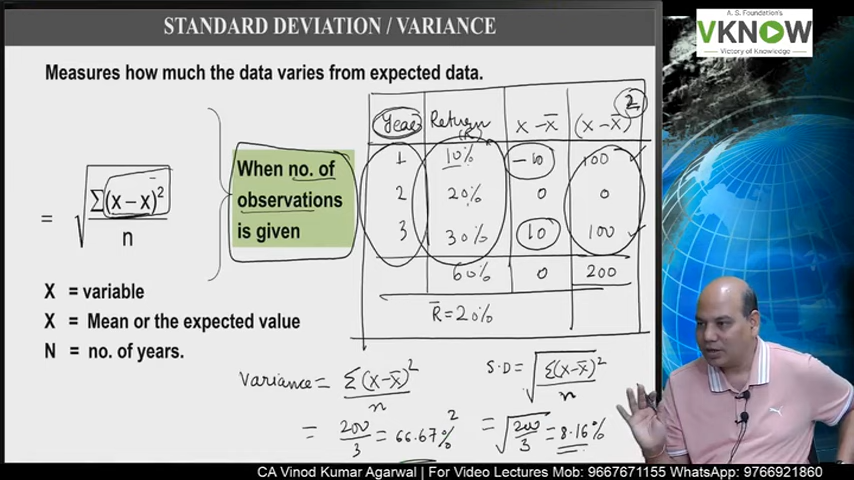 STANDARD DEVIATION / VARIANCE
A. S. Foundation's
VKNOW
Victory of Knowledge
Measures how much the data varies from expected data.
= √ Σ(x – x)² / n
When no. of
observations
is given
Year Return (R) x – x̄ (x – x̄)²
1 10% –10 100
2 20% 0 0
3 30% 10 100
60% 0 200
R̄ = 20%
X = variable
X = Mean or the expected value
N = no. of years.
Variance = Σ(x–x̄)² / n
= 200 / 3 = 66.67%²
S.D = √ Σ(x–x̄)² / n
= √ 200 / 3 = 8.16%
CA Vinod Kumar Agarwal | For Video Lectures Mob: 9667671155 WhatsApp: 9766921860